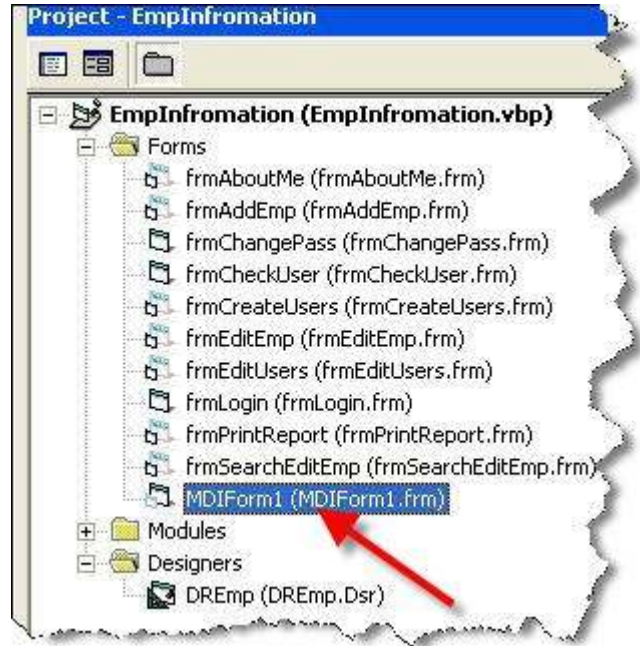 Project - EmpInfromation
EmpInfromation (EmpInfromation.vbp)
Forms
frmAboutMe (frmAboutMe.frm)
frmAddEmp (frmAddEmp.frm)
frmChangePass (frmChangePass.frm)
frmCheckUser (frmCheckUser.frm)
frmCreateUsers (frmCreateUsers.frm)
frmEditEmp (frmEditEmp.frm)
frmEditUsers (frmEditUsers.frm)
frmLogin (frmLogin.frm)
frmPrintReport (frmPrintReport.frm)
frmSearchEditEmp (frmSearchEditEmp.frm)
MDIForm1 (MDIForm1.frm)
Modules
Designers
DREmp (DREmp.Dsr)